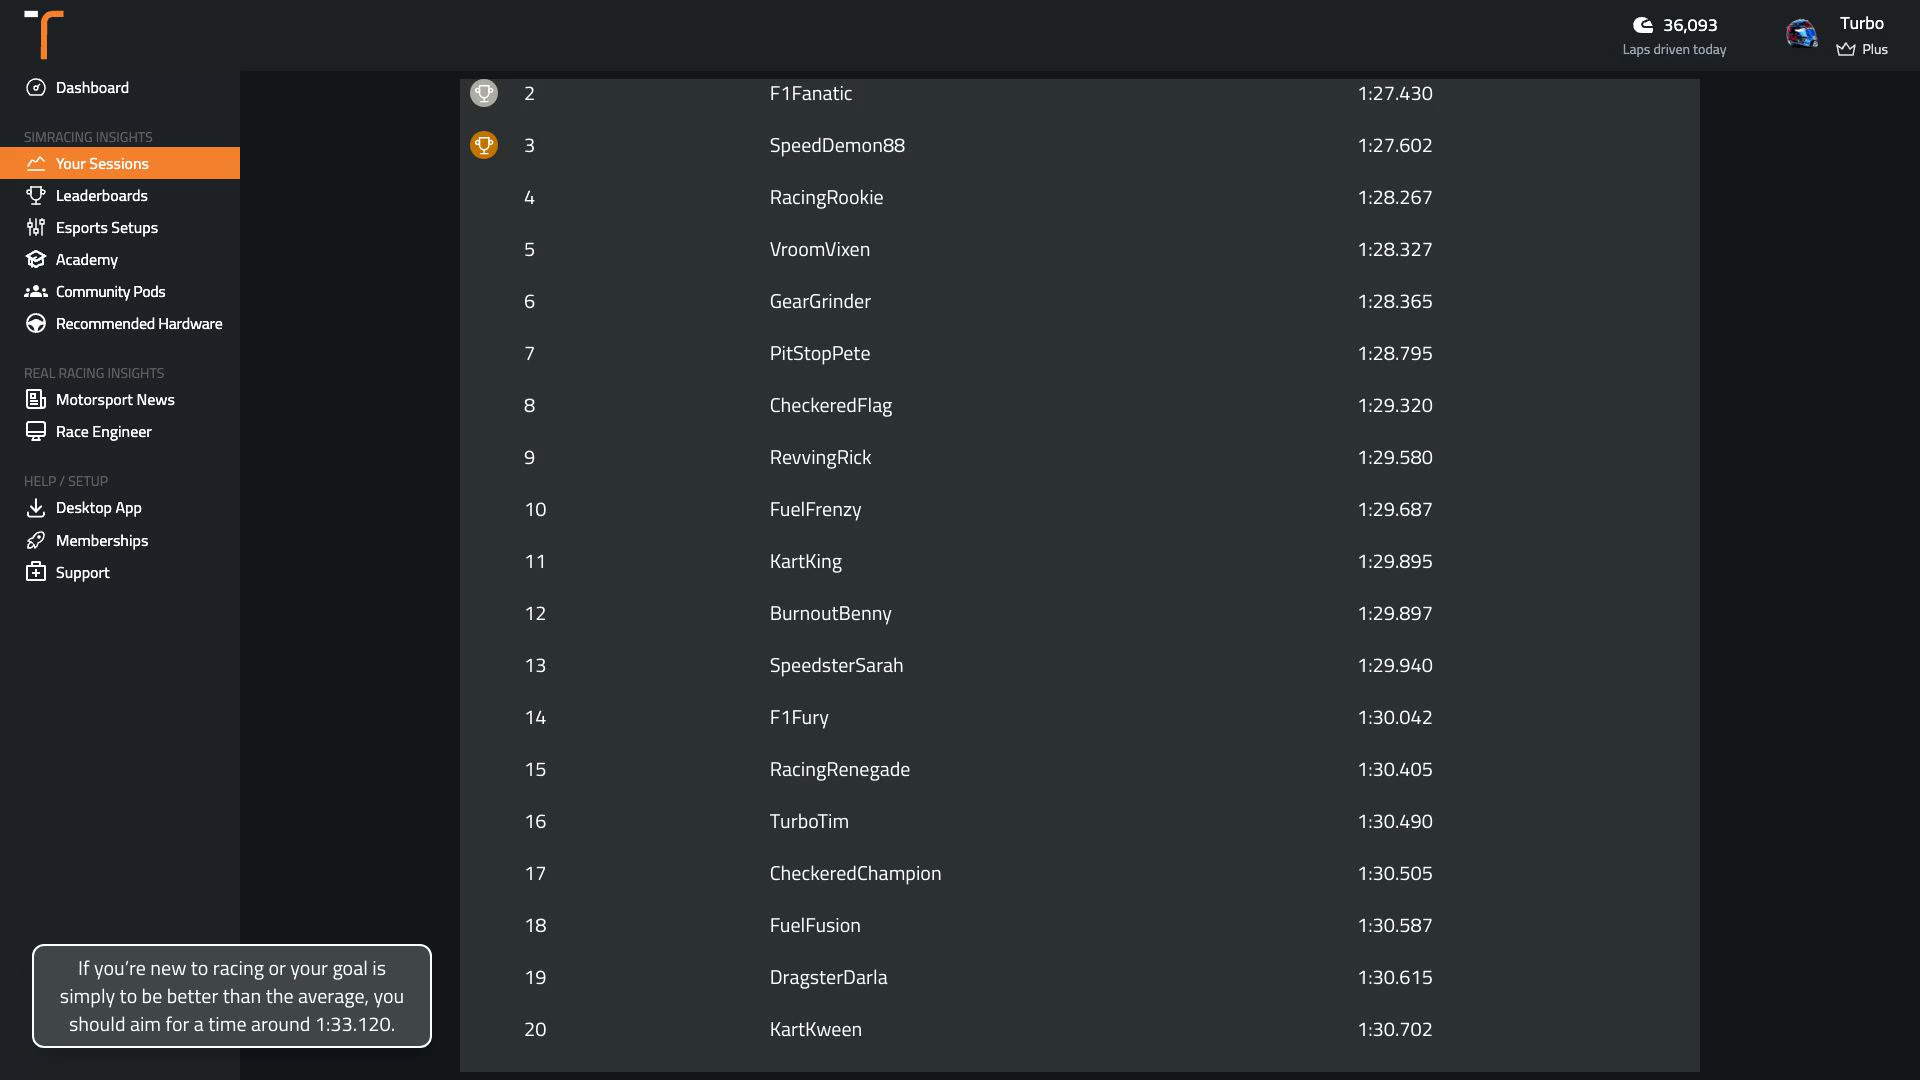 36,093
Laps driven today
Turbo
Plus
Dashboard
SIMRACING INSIGHTS
Your Sessions
Leaderboards
Esports Setups
Academy
Community Pods
Recommended Hardware
REAL RACING INSIGHTS
Motorsport News
Race Engineer
HELP / SETUP
Desktop App
Memberships
Support
2 F1Fanatic 1:27.430
3 SpeedDemon88 1:27.602
4 RacingRookie 1:28.267
5 VroomVixen 1:28.327
6 GearGrinder 1:28.365
7 PitStopPete 1:28.795
8 CheckeredFlag 1:29.320
9 RevvingRick 1:29.580
10 FuelFrenzy 1:29.687
11 KartKing 1:29.895
12 BurnoutBenny 1:29.897
13 SpeedsterSarah 1:29.940
14 F1Fury 1:30.042
15 RacingRenegade 1:30.405
16 TurboTim 1:30.490
17 CheckeredChampion 1:30.505
18 FuelFusion 1:30.587
19 DragsterDarla 1:30.615
20 KartKween 1:30.702
If you’re new to racing or your goal is
simply to be better than the average, you
should aim for a time around 1:33.120.